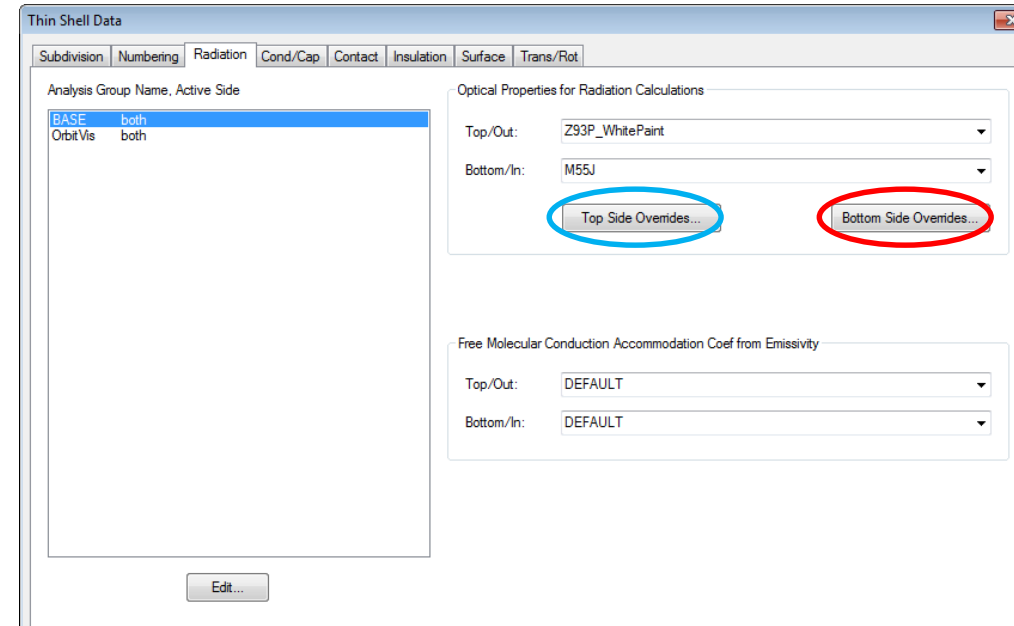 Thin Shell Data
Subdivision Numbering Radiation Cond/Cap Contact Insulation Surface Trans/Rot
Analysis Group Name, Active Side
BASE both
OrbitVis both
Edit...
Optical Properties for Radiation Calculations
Top/Out: Z93P_WhitePaint
Bottom/In: M55J
Top Side Overrides... Bottom Side Overrides...
Free Molecular Conduction Accommodation Coef from Emissivity
Top/Out: DEFAULT
Bottom/In: DEFAULT